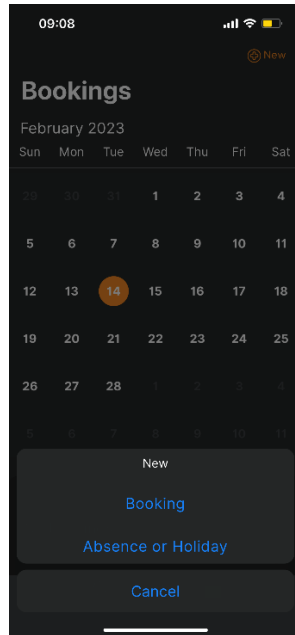 09:08
New
Bookings
February 2023
Sun Mon Tue Wed Thu Fri Sat
29 30 31 1 2 3 4
5 6 7 8 9 10 11
12 13 14 15 16 17 18
19 20 21 22 23 24 25
26 27 28 1 2 3 4
5 6 7 8 9 10 11
New
Booking
Absence or Holiday
Cancel